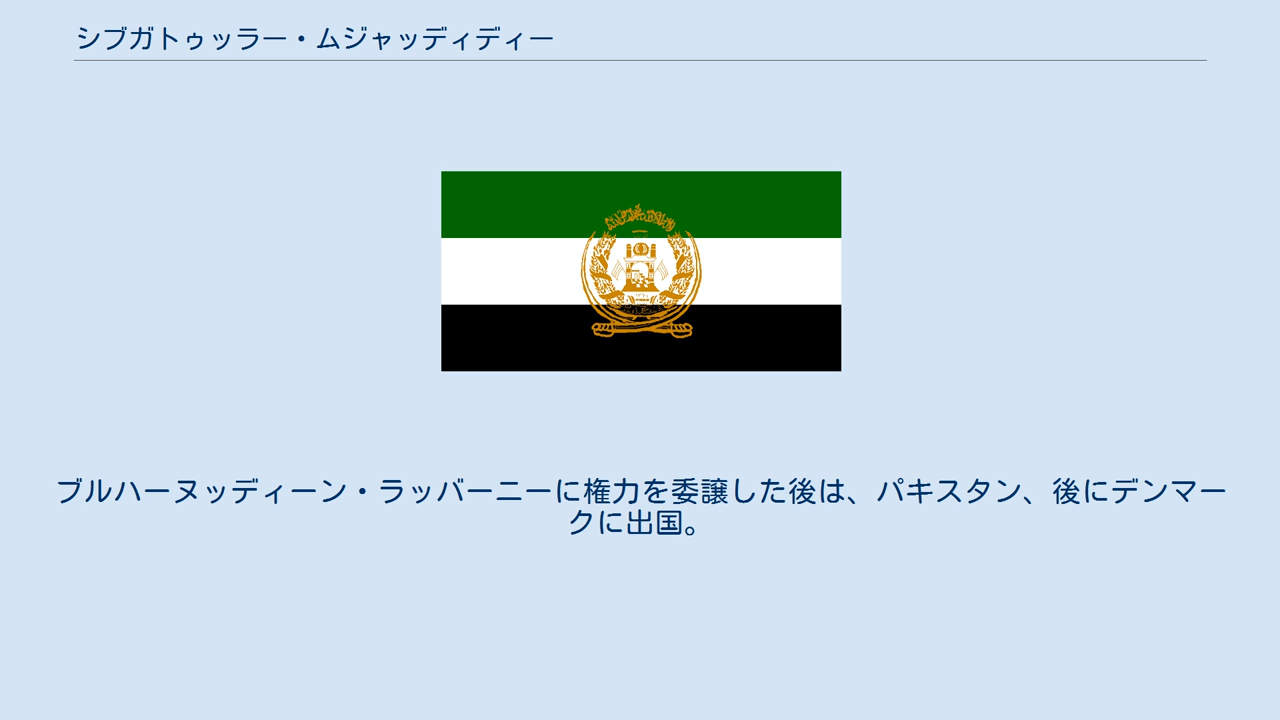 シブガトゥッラー・ムジャッディディー
ブルハーヌッディーン・ラッバーニーに権力を委譲した後は、パキスタン、後にデンマー
クに出国。